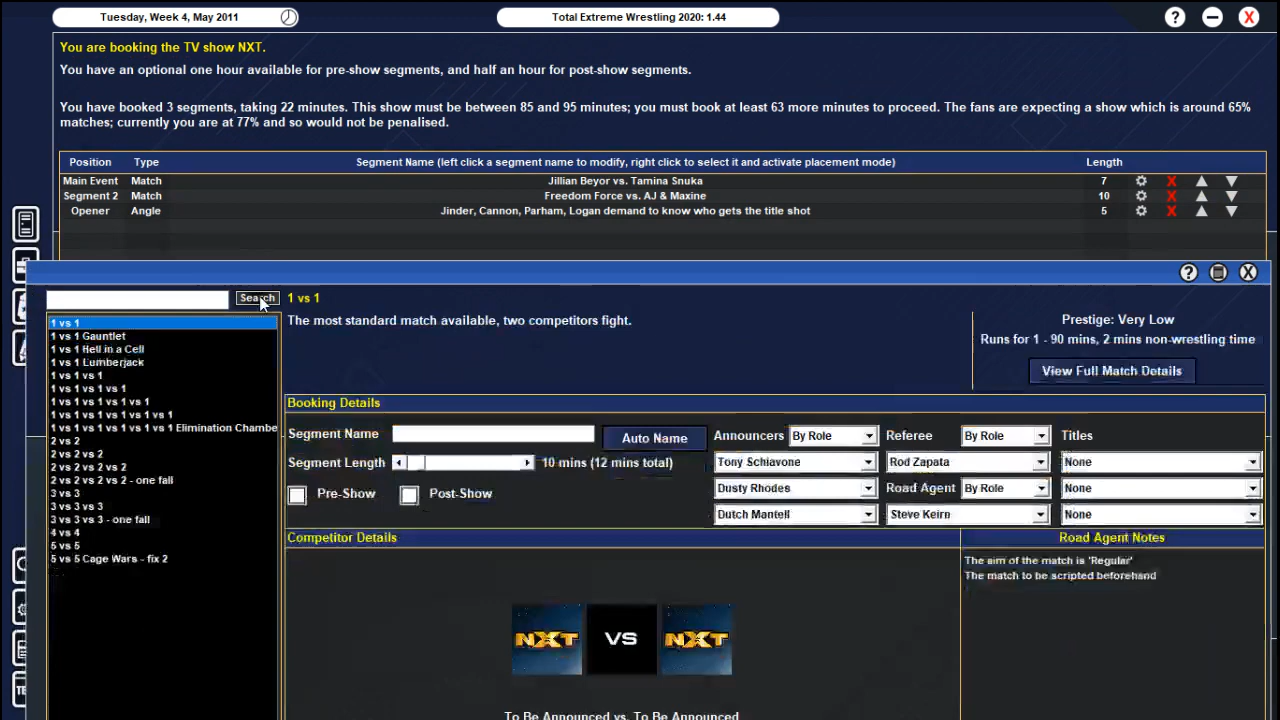 Tuesday, Week 4, May 2011
Total Extreme Wrestling 2020: 1.44
?
X
You are booking the TV show NXT.
You have an optional one hour available for pre-show segments, and half an hour for post-show segments.
You have booked 3 segments, taking 22 minutes. This show must be between 85 and 95 minutes; you must book at least 63 more minutes to proceed. The fans are expecting a show which is around 65%
matches; currently you are at 77% and so would not be penalised.
Position Type Segment Name (left click a segment name to modify, right click to select it and activate placement mode) Length
Main Event Match Jillian Beyor vs. Tamina Snuka 7 X
Segment 2 Match Freedom Force vs. AJ & Maxine 10 X
Opener Angle Jinder, Cannon, Parham, Logan demand to know who gets the title shot 5 X
? X
Search
1 vs 1
1 vs 1 Gauntlet
1 vs 1 Hell in a Cell
1 vs 1 Lumberjack
1 vs 1 vs 1
1 vs 1 vs 1 vs 1
1 vs 1 vs 1 vs 1 vs 1
1 vs 1 vs 1 vs 1 vs 1 vs 1
1 vs 1 vs 1 vs 1 vs 1 vs 1 Elimination Chambe
2 vs 2
2 vs 2 vs 2
2 vs 2 vs 2 vs 2
2 vs 2 vs 2 vs 2 - one fall
3 vs 3
3 vs 3 vs 3
3 vs 3 vs 3 - one fall
4 vs 4
5 vs 5
5 vs 5 Cage Wars - fix 2
1 vs 1
The most standard match available, two competitors fight.
Prestige: Very Low
Runs for 1 - 90 mins, 2 mins non-wrestling time
View Full Match Details
Booking Details
Segment Name Auto Name
Segment Length 10 mins (12 mins total)
Pre-Show Post-Show
Announcers By Role
Tony Schiavone
Dusty Rhodes
Dutch Mantell
Referee By Role
Rod Zapata
Road Agent By Role
Steve Keirn
Titles
None
None
None
Competitor Details
NXT VS NXT
To Be Announced vs. To Be Announced
Road Agent Notes
The aim of the match is 'Regular'
The match to be scripted beforehand